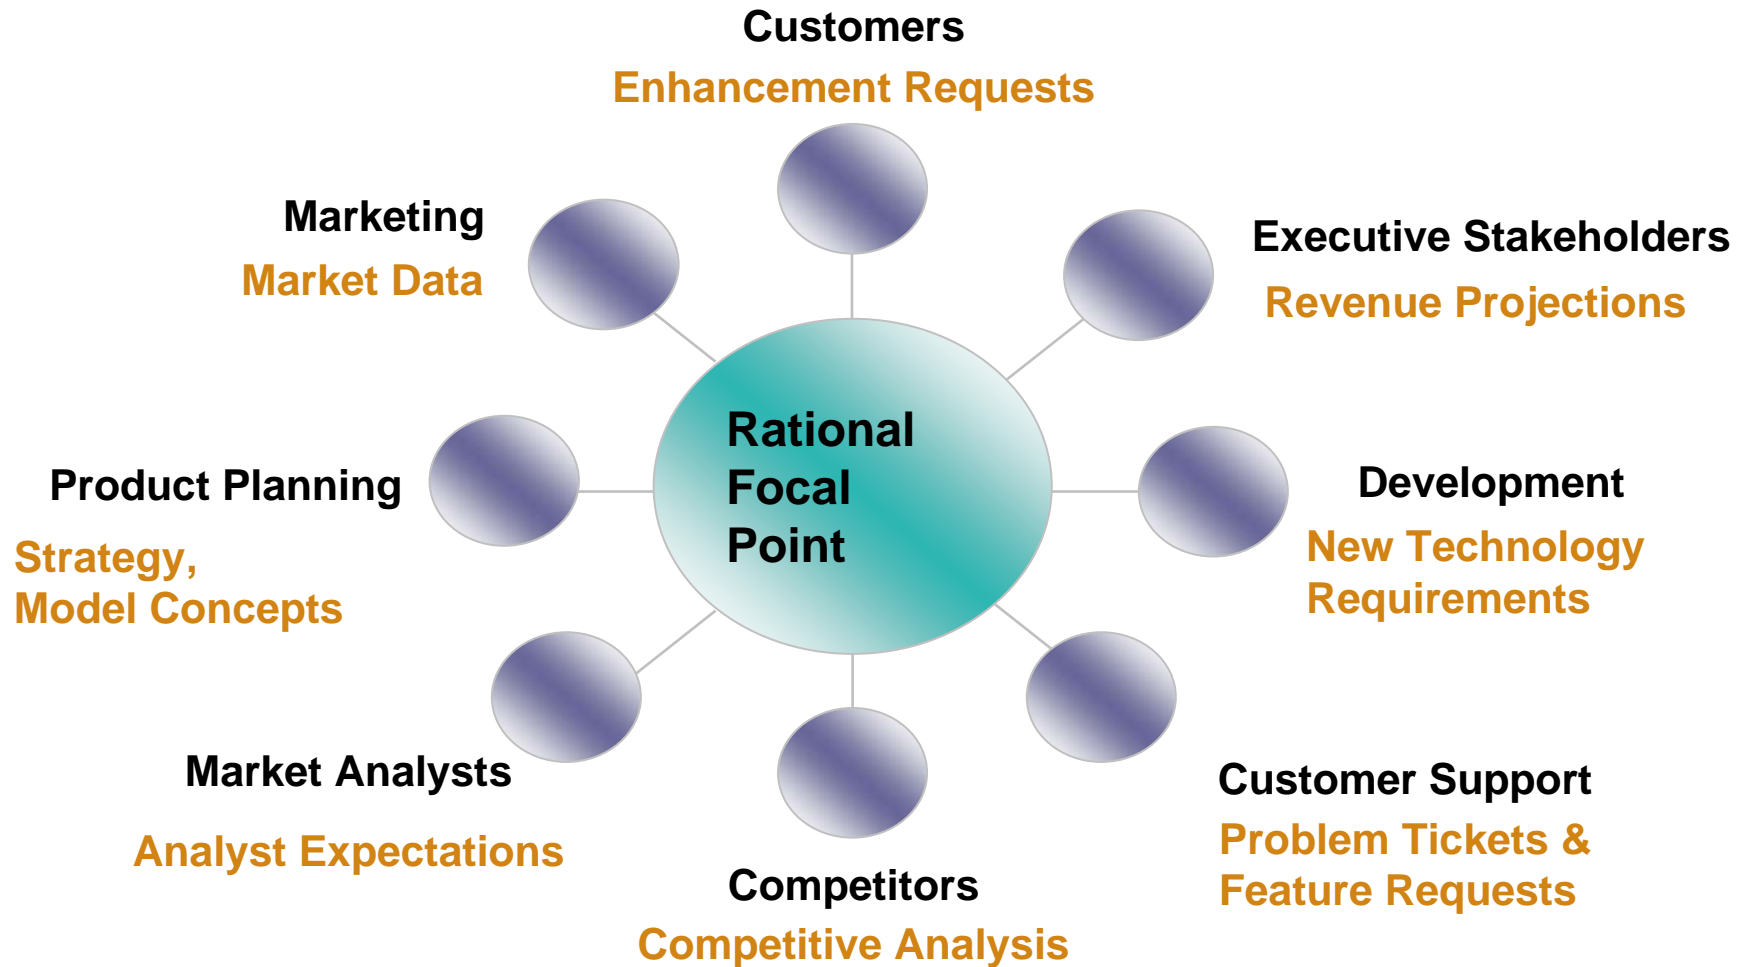 Customers
Enhancement Requests
Marketing
Market Data
Executive Stakeholders
Revenue Projections
Rational
Focal
Point
Product Planning
Strategy,
Model Concepts
Development
New Technology
Requirements
Market Analysts
Analyst Expectations
Customer Support
Problem Tickets &
Feature Requests
Competitors
Competitive Analysis